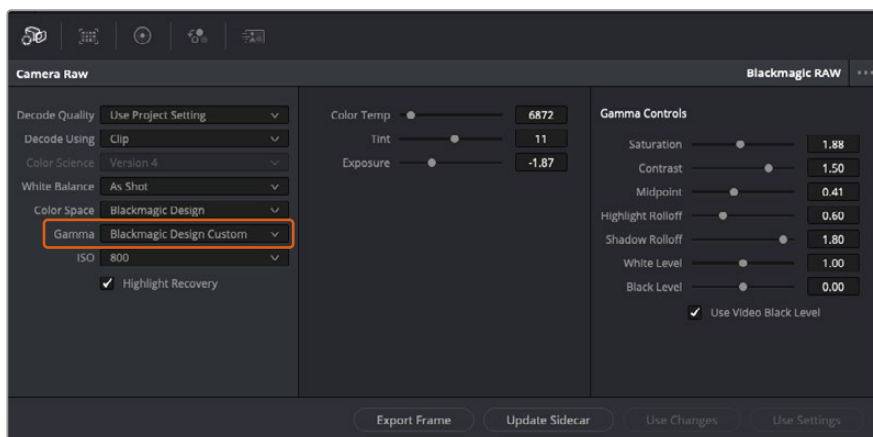 Camera Raw
Blackmagic RAW
Decode Quality Use Project Setting
Decode Using Clip
Color Science Version 4
White Balance As Shot
Color Space Blackmagic Design
Gamma Blackmagic Design Custom
ISO 800
Highlight Recovery
Color Temp 6872
Tint 11
Exposure -1.87
Gamma Controls
Saturation 1.88
Contrast 1.50
Midpoint 0.41
Highlight Rolloff 0.60
Shadow Rolloff 1.80
White Level 1.00
Black Level 0.00
Use Video Black Level
Export Frame
Update Sidecar
Use Changes
Use Settings